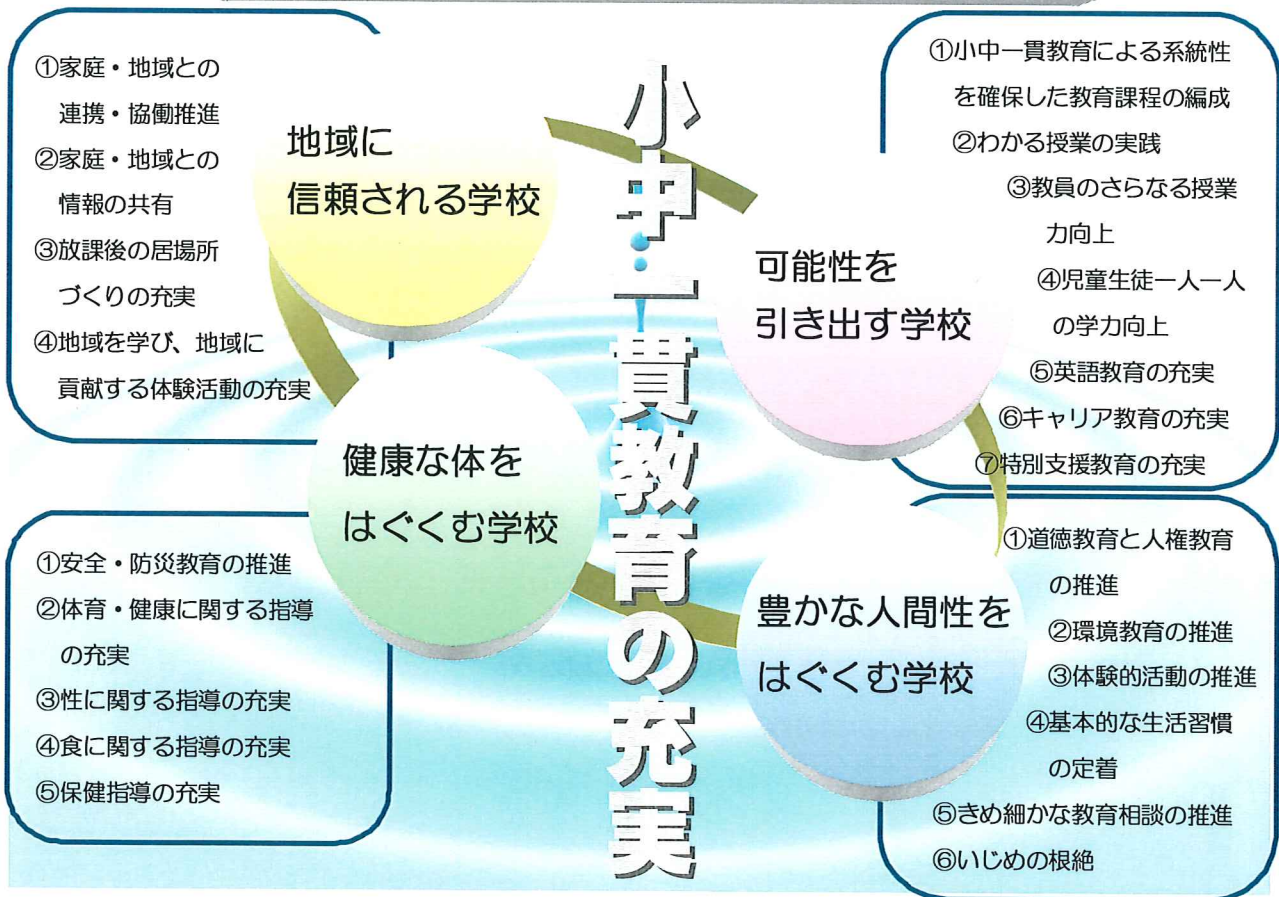 小中一貫教育の充実
地域に
信頼される学校
①家庭・地域との
連携・協働推進
②家庭・地域との
情報の共有
③放課後の居場所
づくりの充実
④地域を学び、地域に
貢献する体験活動の充実
可能性を
引き出す学校
①小中一貫教育による系統性
を確保した教育課程の編成
②わかる授業の実践
③教員のさらなる授業
力向上
④児童生徒一人一人
の学力向上
⑤英語教育の充実
⑥キャリア教育の充実
⑦特別支援教育の充実
健康な体を
はぐくむ学校
①安全・防災教育の推進
②体育・健康に関する指導
の充実
③性に関する指導の充実
④食に関する指導の充実
⑤保健指導の充実
豊かな人間性を
はぐくむ学校
①道徳教育と人権教育
の推進
②環境教育の推進
③体験的活動の推進
④基本的な生活習慣
の定着
⑤きめ細かな教育相談の推進
⑥いじめの根絶